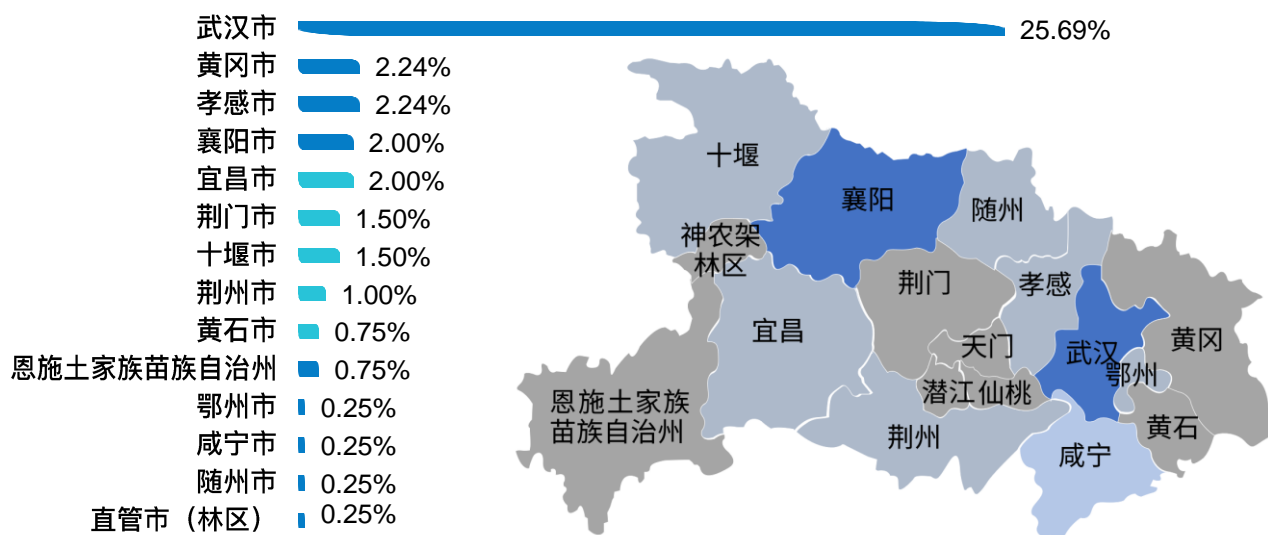 武汉市 25.69%
黄冈市 2.24%
孝感市 2.24%
襄阳市 2.00%
宜昌市 2.00%
荆门市 1.50%
十堰市 1.50%
荆州市 1.00%
黄石市 0.75%
恩施土家族苗族自治州 0.75%
鄂州市 0.25%
咸宁市 0.25%
随州市 0.25%
直管市（林区） 0.25%
十堰
襄阳
随州
神农架
林区
荆门
孝感
宜昌
天门
武汉
黄冈
鄂州
潜江
仙桃
恩施土家族
苗族自治州
荆州
黄石
咸宁